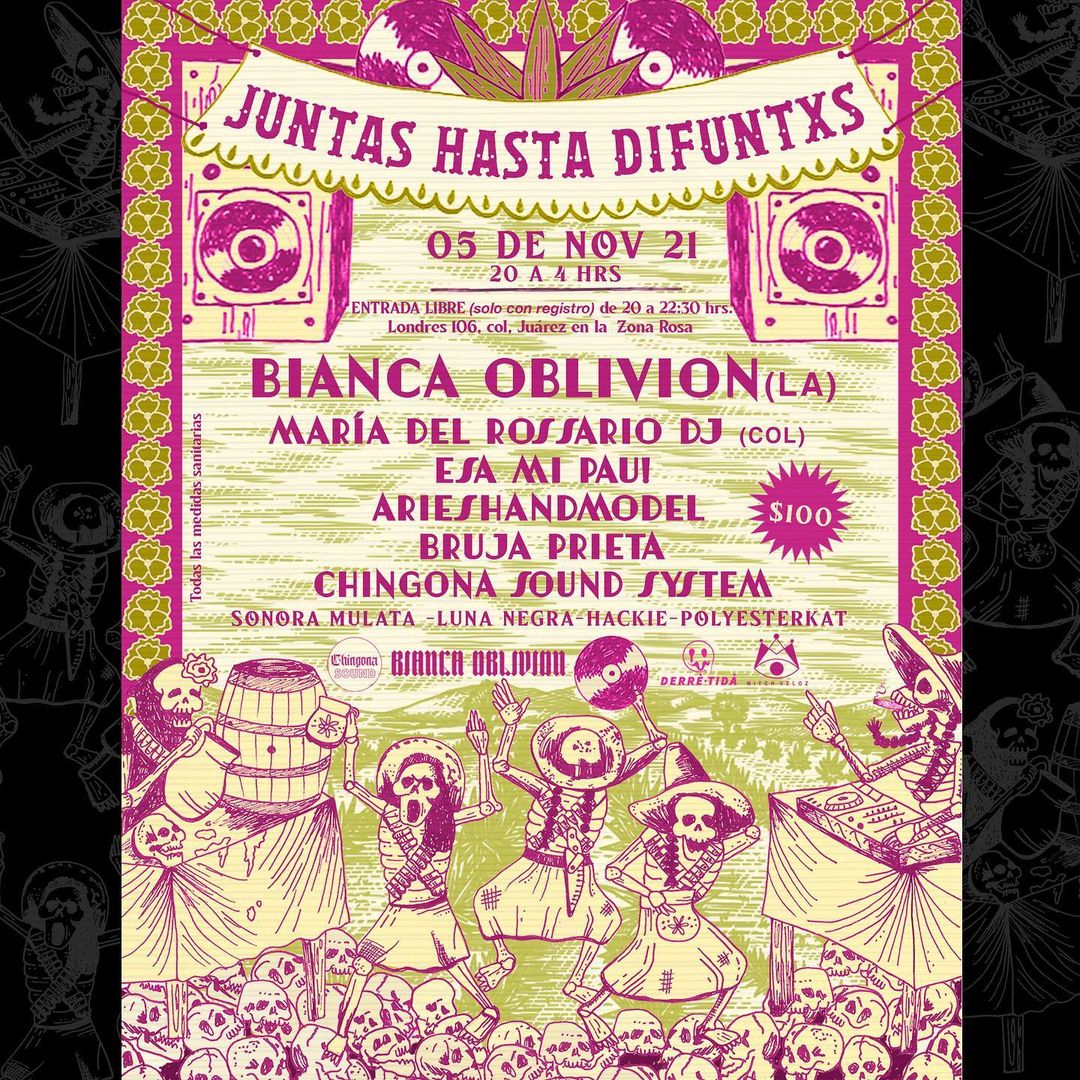 JUNTAS HASTA DIFUNTXS
05 DE NOV 21
20 A 4 HRS
ENTRADA LIBRE (solo con registro) de 20 a 22:30 hrs.
Londres 106, col, Juárez en la Zona Rosa
BIANCA OBLIVION (LA)
MARÍA DEL ROSSARIO DJ (COL)
ESA MI PAU!
ARIESHANDMODEL
$100
BRUJA PRIETA
CHINGONA SOUND SYSTEM
SONORA MULATA -LUNA NEGRA-HACKIE-POLYESTERKAT
Todas las medidas sanitarias
Chingona
SOUND
BIANCA OBLIVION
DERRE•TIDÁ
MITCH VELOZ